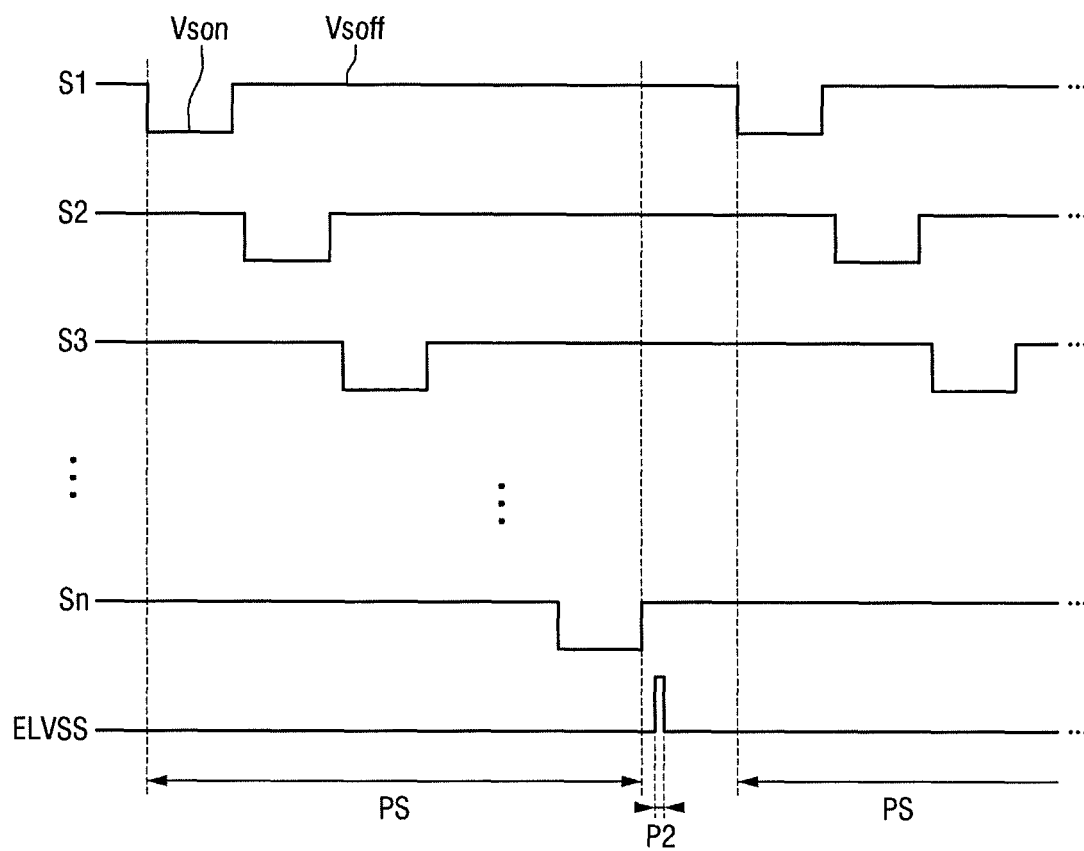 Vson Vsoff
S1 ...
S2 ...
S3 ...
Sn ...
ELVSS ...
PS P2 PS